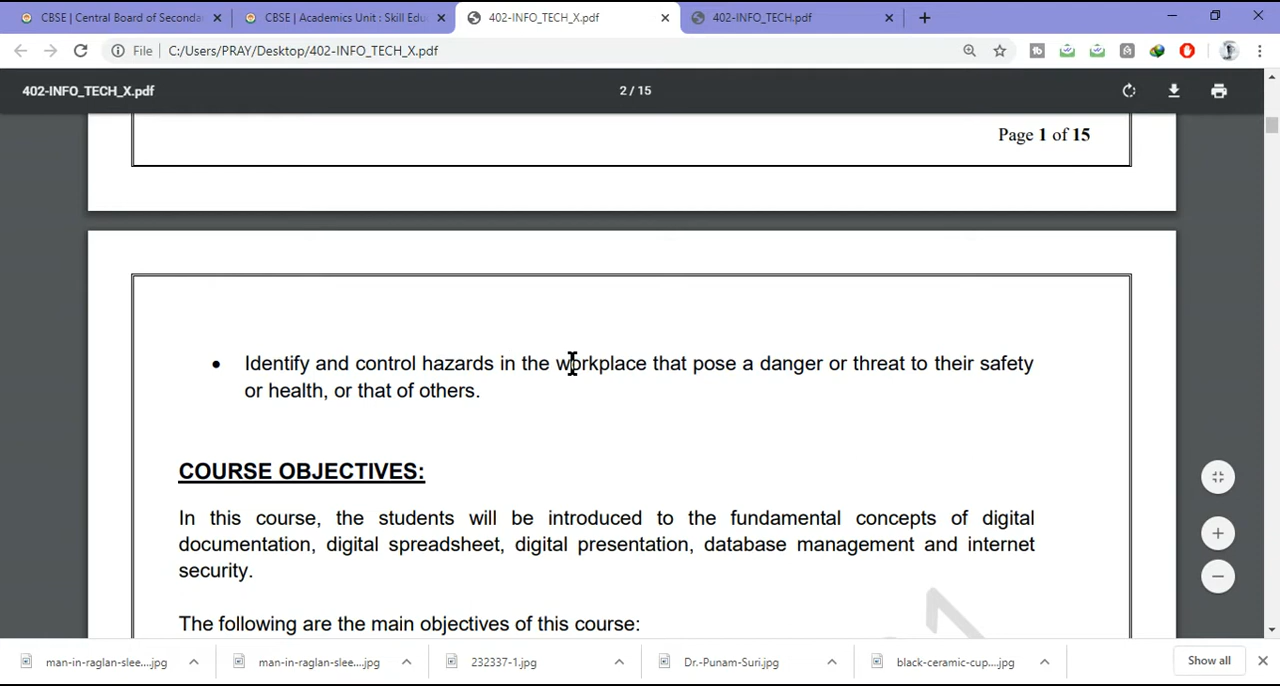 CBSE | Central Board of Seconda
CBSE | Academics Unit : Skill Edu
402-INFO_TECH_X.pdf
402-INFO_TECH.pdf
File
C:/Users/PRAY/Desktop/402-INFO_TECH_X.pdf
402-INFO_TECH_X.pdf
2 / 15
Page 1 of 15
• Identify and control hazards in the workplace that pose a danger or threat to their safety
or health, or that of others.
COURSE OBJECTIVES:
In this course, the students will be introduced to the fundamental concepts of digital
documentation, digital spreadsheet, digital presentation, database management and internet
security.
The following are the main objectives of this course:
man-in-raglan-slee....jpg
man-in-raglan-slee....jpg
232337-1.jpg
Dr.-Punam-Suri.jpg
black-ceramic-cup....jpg
Show all